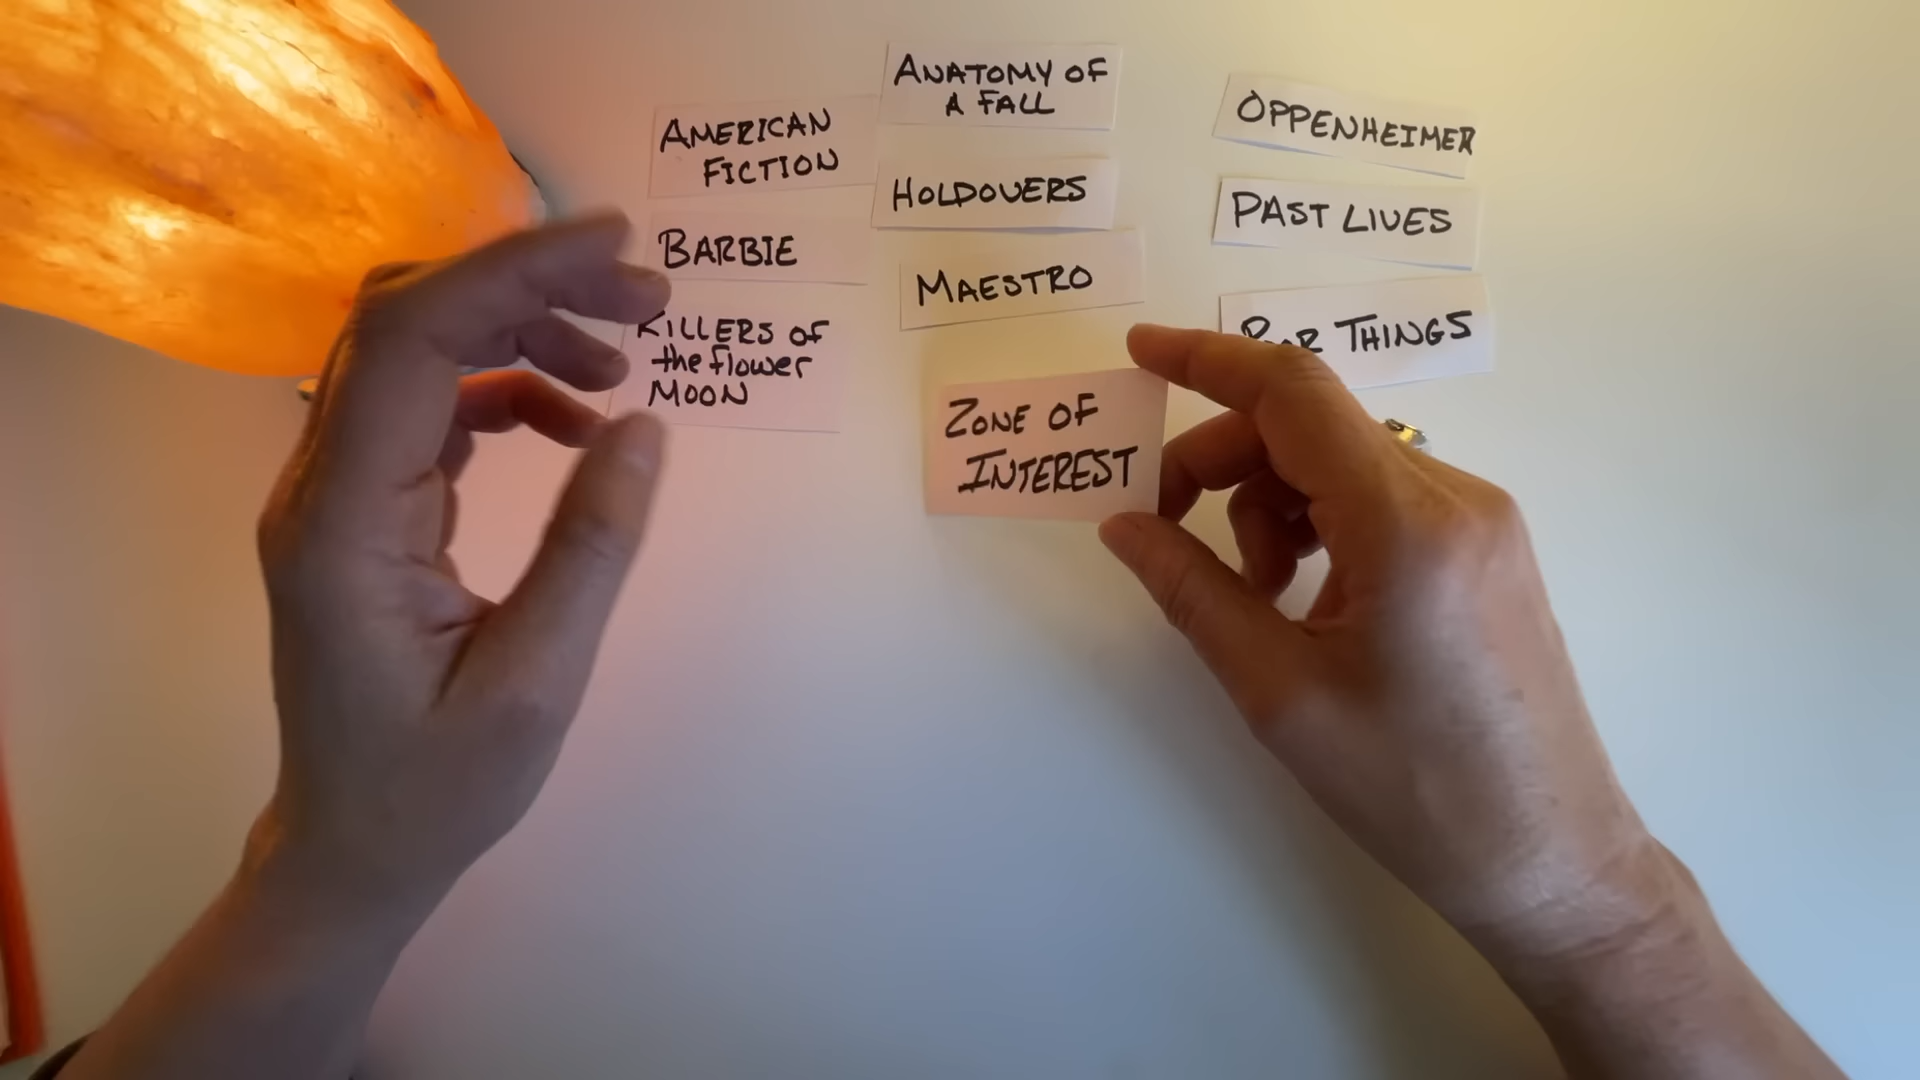 AMERICAN
FICTION
BARBIE
KILLERS OF
the flower
MOON
ANATOMY OF
A FALL
HOLDOVERS
MAESTRO
ZONE OF
INTEREST
OPPENHEIMER
PAST LIVES
POOR THINGS